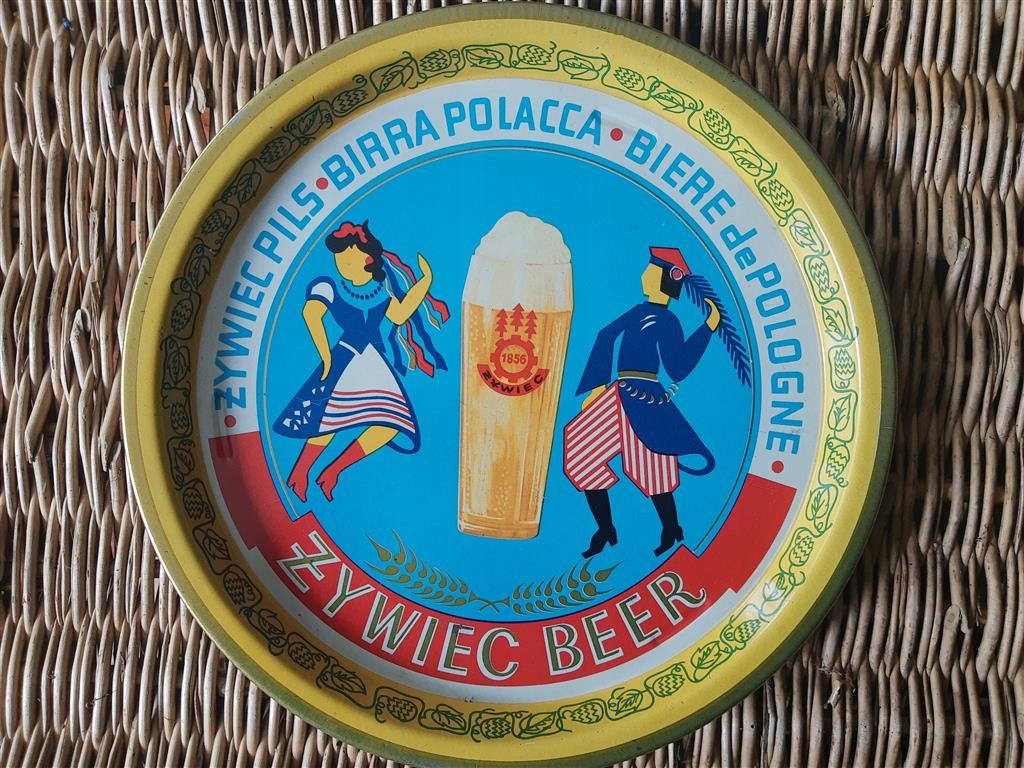 • ŻYWIEC PILS • BIRRA POLACCA • BIERE de POLOGNE •
1856
ŻYWIEC
ŻYWIEC BEER